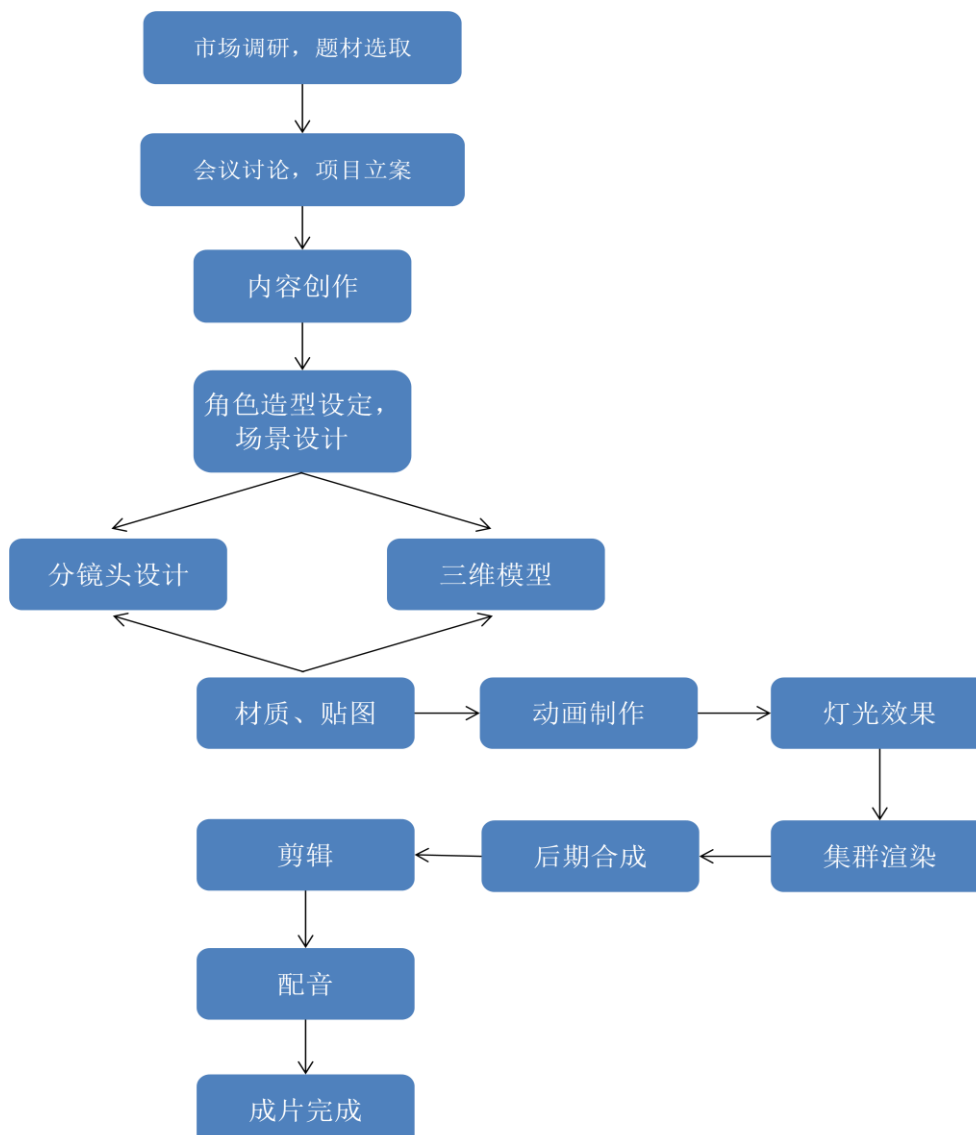 市场调研，题材选取
会议讨论，项目立案
内容创作
角色造型设定，
场景设计
分镜头设计
三维模型
材质、贴图
动画制作
灯光效果
剪辑
后期合成
集群渲染
配音
成片完成